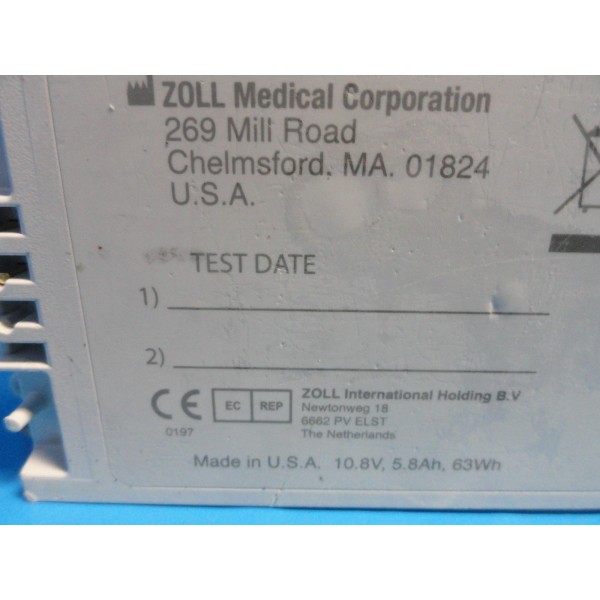 ZOLL Medical Corporation
269 Mill Road
Chelmsford, MA. 01824
U.S.A.
TEST DATE
1)
2)
CE EC REP ZOLL International Holding B.V
0197 Newtonweg 18
6662 PV ELST
The Netherlands
Made in U.S.A. 10.8V, 5.8Ah, 63Wh